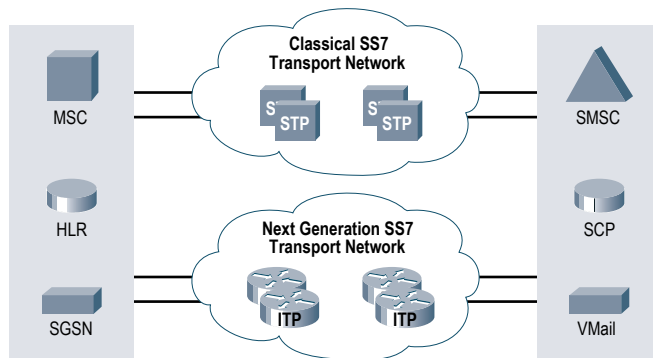 Classical SS7
Transport Network
MSC
STP
STP
SMSC
HLR
SCP
Next Generation SS7
Transport Network
SGSN
ITP
ITP
VMail